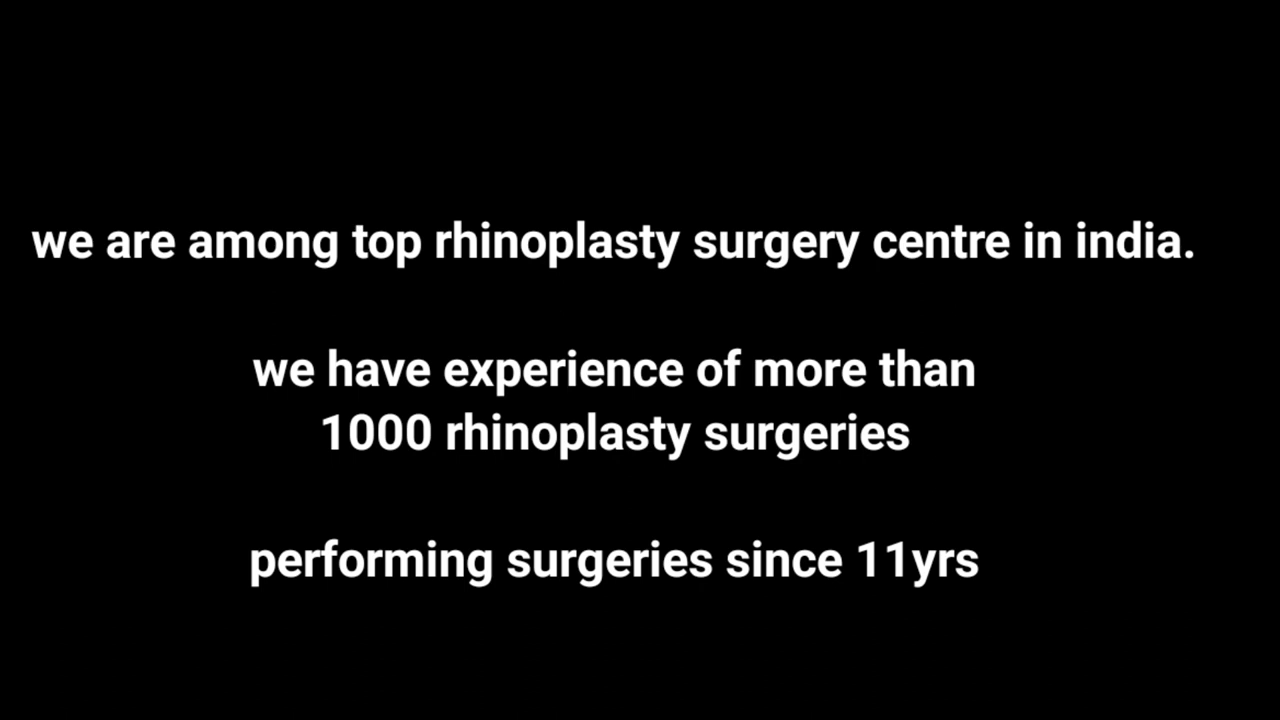 we are among top rhinoplasty surgery centre in india.
we have experience of more than
1000 rhinoplasty surgeries
performing surgeries since 11yrs